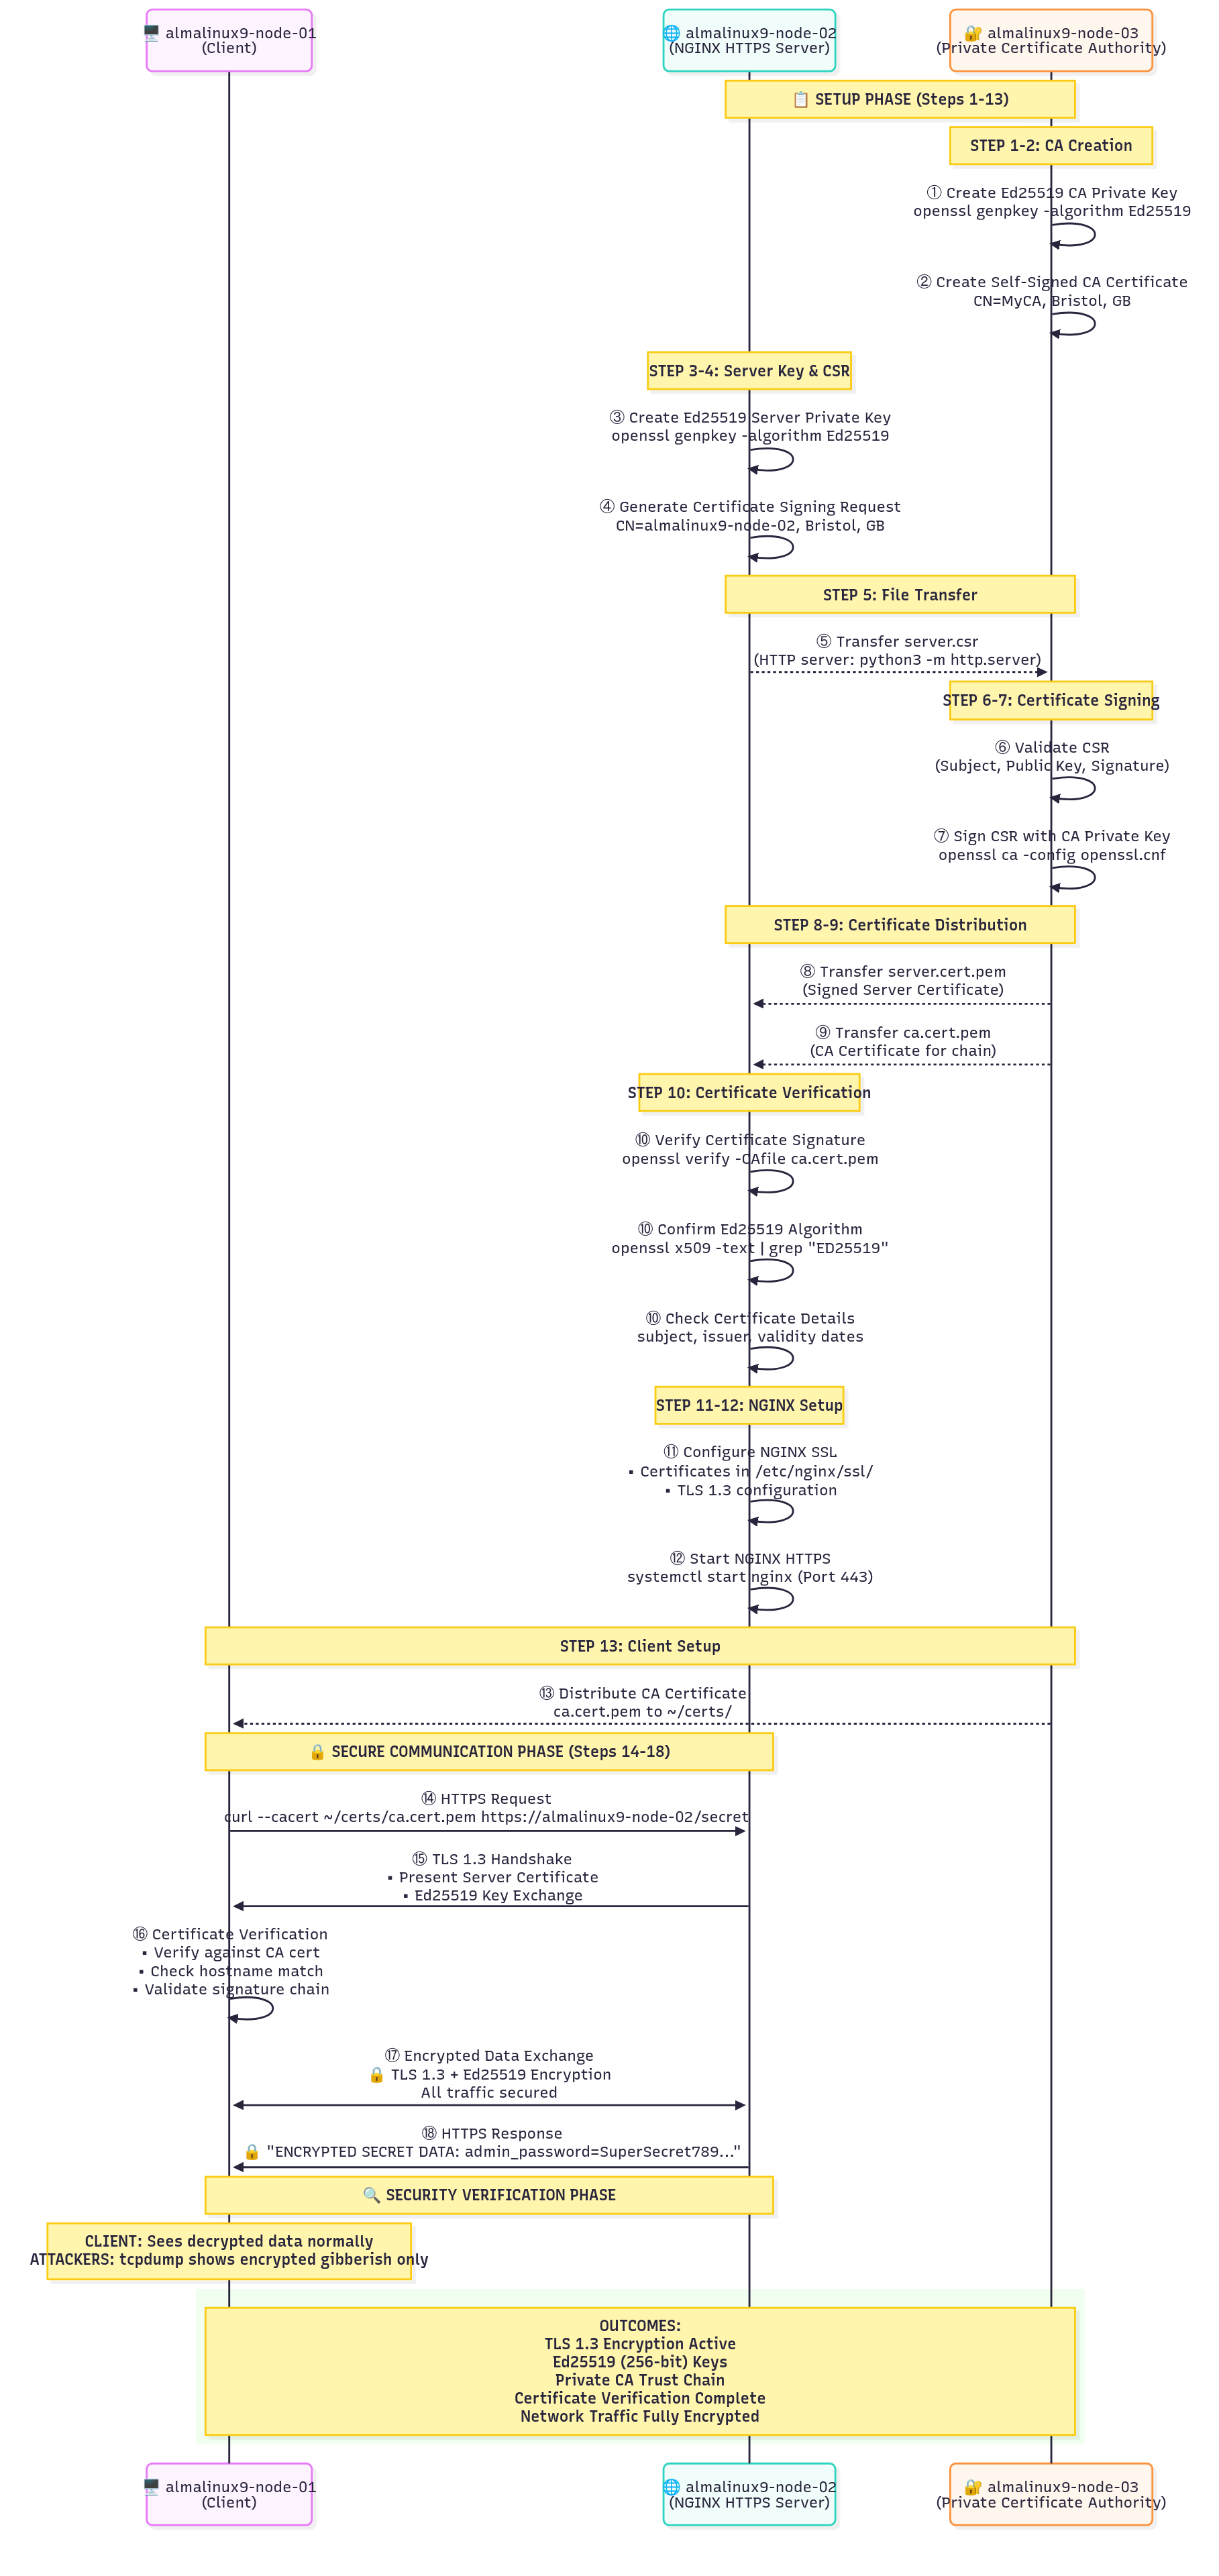 🖥️ almalinux9-node-01
(Client)
🌐 almalinux9-node-02
(NGINX HTTPS Server)
🔐 almalinux9-node-03
(Private Certificate Authority)
📋 SETUP PHASE (Steps 1-13)
STEP 1-2: CA Creation
① Create Ed25519 CA Private Key
openssl genpkey -algorithm Ed25519
② Create Self-Signed CA Certificate
CN=MyCA, Bristol, GB
STEP 3-4: Server Key & CSR
③ Create Ed25519 Server Private Key
openssl genpkey -algorithm Ed25519
④ Generate Certificate Signing Request
CN=almalinux9-node-02, Bristol, GB
STEP 5: File Transfer
⑤ Transfer server.csr
(HTTP server: python3 -m http.server)
STEP 6-7: Certificate Signing
⑥ Validate CSR
(Subject, Public Key, Signature)
⑦ Sign CSR with CA Private Key
openssl ca -config openssl.cnf
STEP 8-9: Certificate Distribution
⑧ Transfer server.cert.pem
(Signed Server Certificate)
⑨ Transfer ca.cert.pem
(CA Certificate for chain)
STEP 10: Certificate Verification
⑩ Verify Certificate Signature
openssl verify -CAfile ca.cert.pem
⑩ Confirm Ed25519 Algorithm
openssl x509 -text | grep "ED25519"
⑩ Check Certificate Details
subject, issuer, validity dates
STEP 11-12: NGINX Setup
⑪ Configure NGINX SSL
▪ Certificates in /etc/nginx/ssl/
▪ TLS 1.3 configuration
⑫ Start NGINX HTTPS
systemctl start nginx (Port 443)
STEP 13: Client Setup
⑬ Distribute CA Certificate
ca.cert.pem to ~/certs/
🔒 SECURE COMMUNICATION PHASE (Steps 14-18)
⑭ HTTPS Request
curl --cacert ~/certs/ca.cert.pem https://almalinux9-node-02/secret
⑮ TLS 1.3 Handshake
▪ Present Server Certificate
▪ Ed25519 Key Exchange
⑯ Certificate Verification
▪ Verify against CA cert
▪ Check hostname match
▪ Validate signature chain
⑰ Encrypted Data Exchange
🔒 TLS 1.3 + Ed25519 Encryption
All traffic secured
⑱ HTTPS Response
🔒 "ENCRYPTED SECRET DATA: admin_password=SuperSecret789..."
🔍 SECURITY VERIFICATION PHASE
CLIENT: Sees decrypted data normally
ATTACKERS: tcpdump shows encrypted gibberish only
OUTCOMES:
TLS 1.3 Encryption Active
Ed25519 (256-bit) Keys
Private CA Trust Chain
Certificate Verification Complete
Network Traffic Fully Encrypted
🖥️ almalinux9-node-01
(Client)
🌐 almalinux9-node-02
(NGINX HTTPS Server)
🔐 almalinux9-node-03
(Private Certificate Authority)